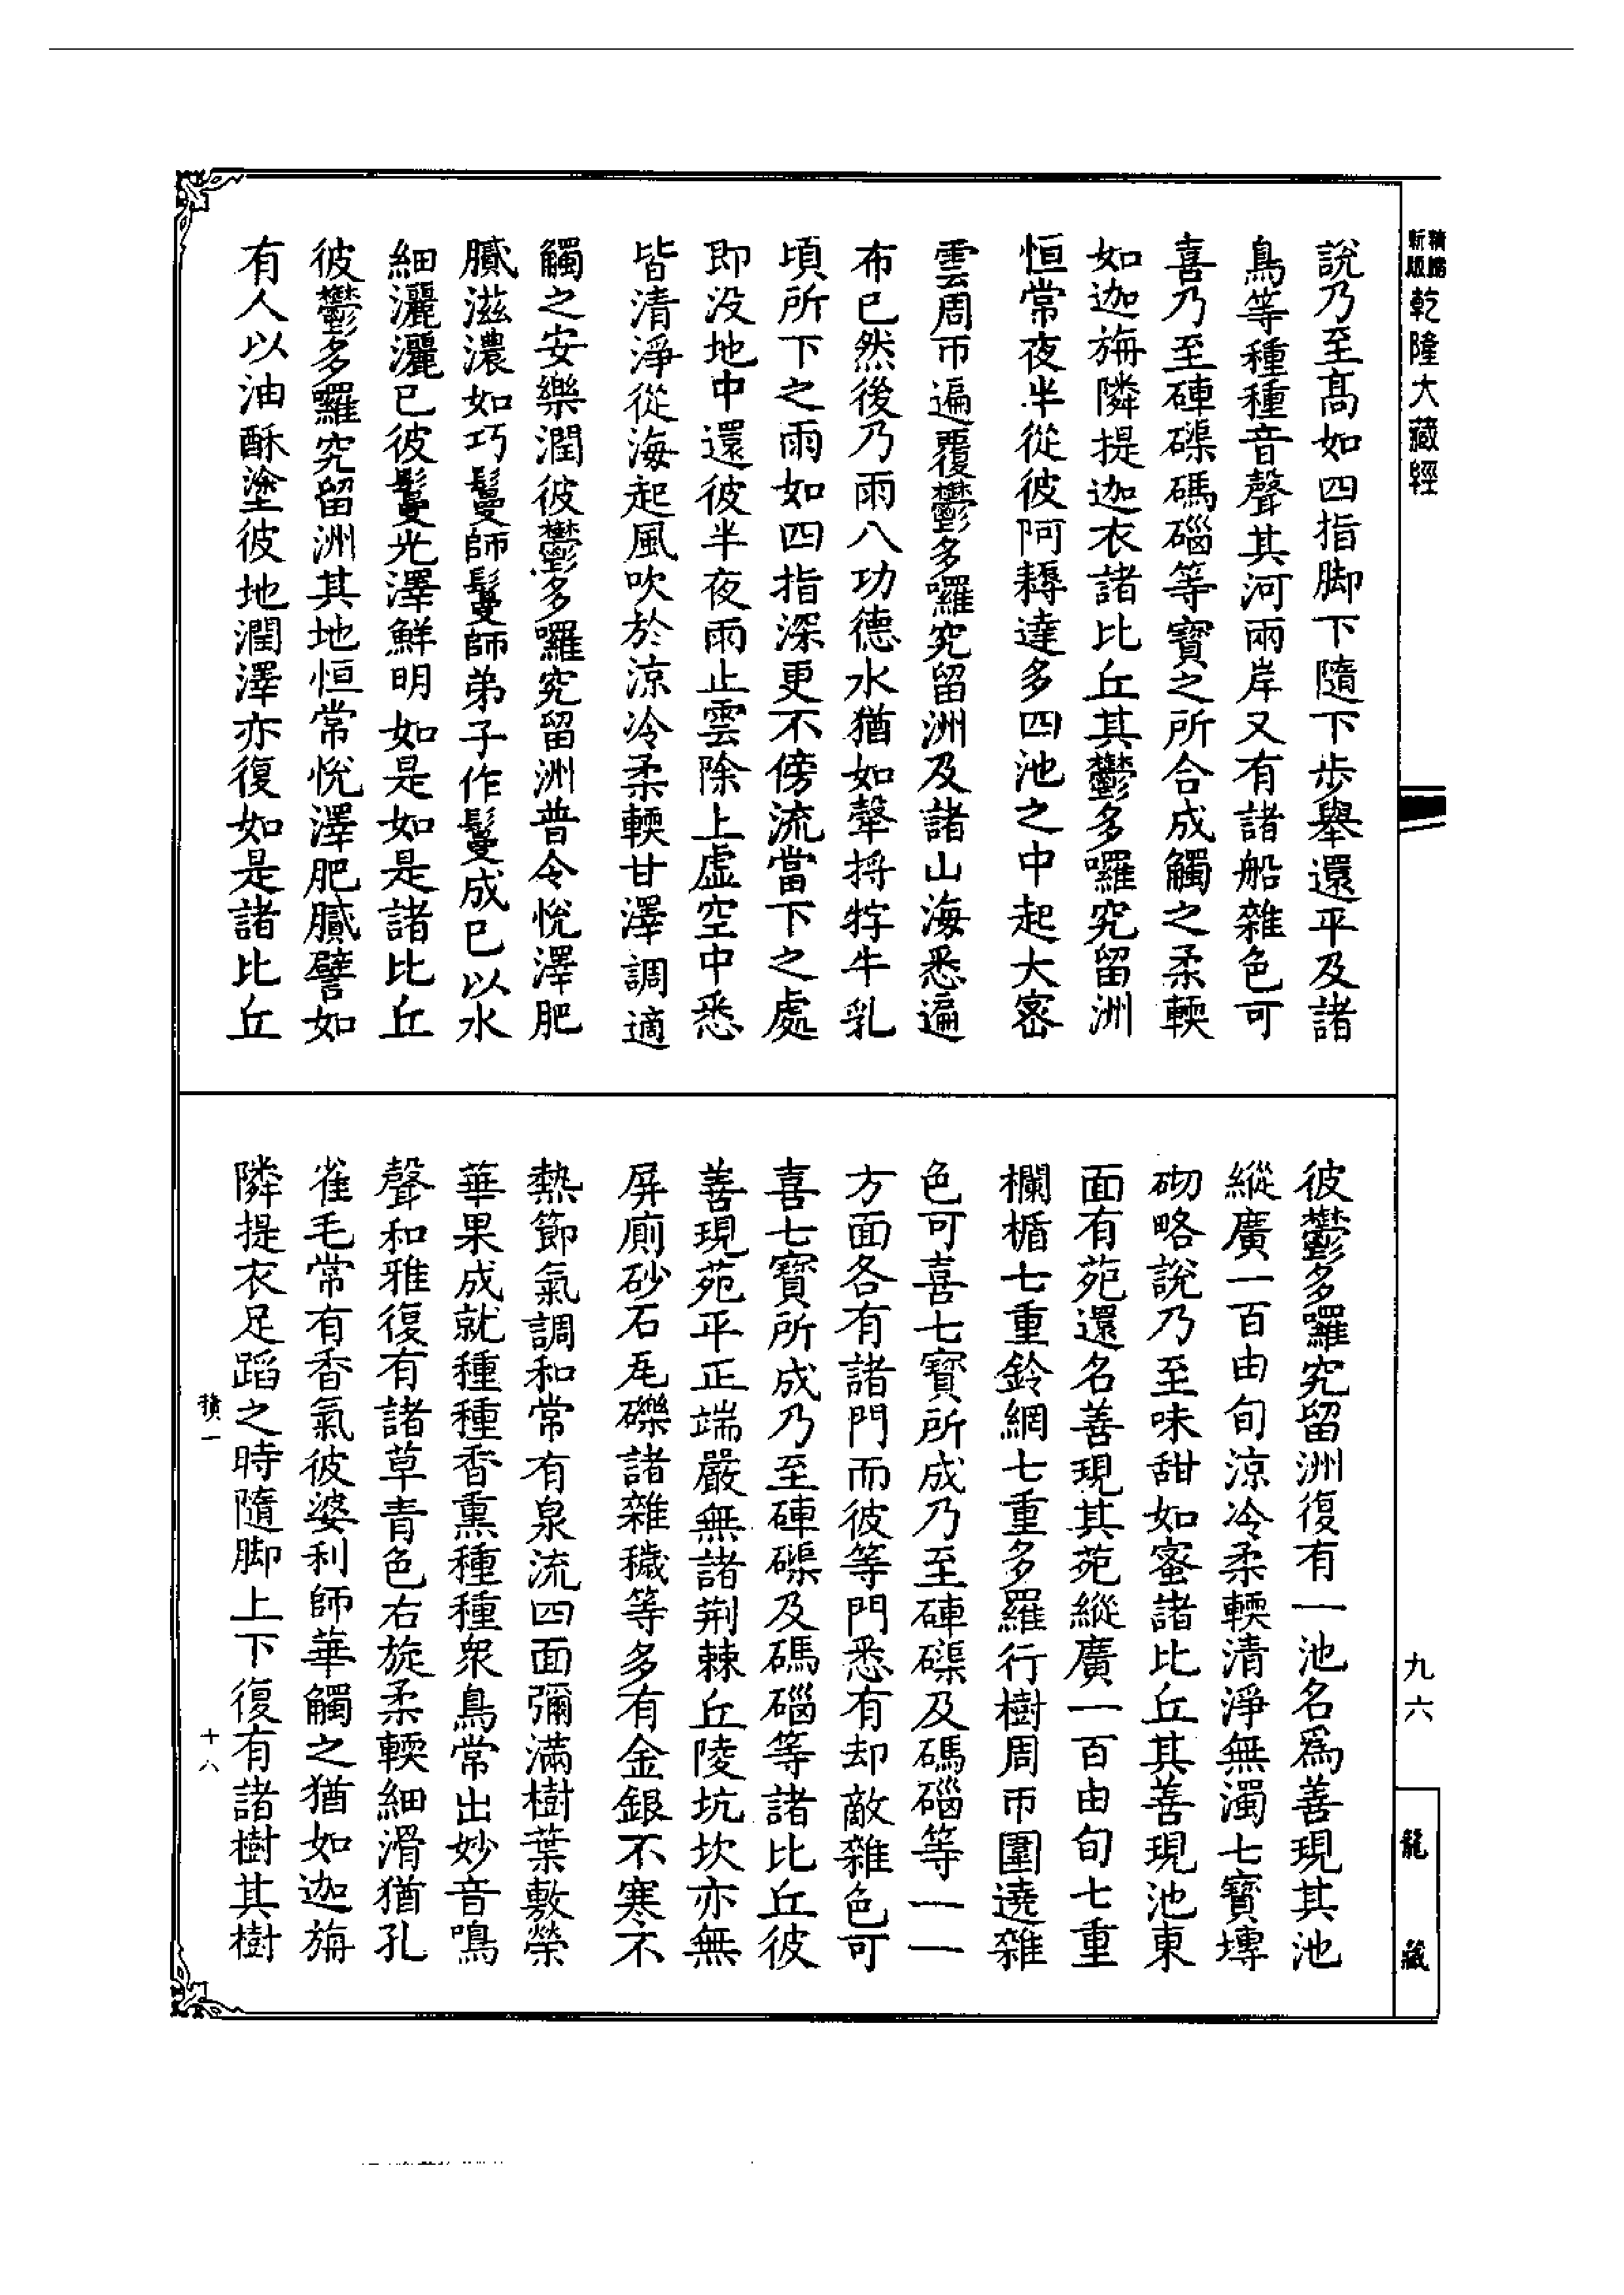 精勝新版乾隆大藏經
説乃至髙如四指脚下隨下步舉還平及諸
鳥等種種音聲其河兩岸又有諸船雜色可
喜乃至硨磲碼碯等寶之所合成觸之柔輭
如迦旃隣提迦衣諸比丘其鬱多囉究留洲
恒常夜半從彼阿耨達多四池之中起大密
雲周帀遍覆鬱多囉究留洲及諸山海悉遍
布已然後乃雨八功德水猶如㲉捋牸牛乳
頃所下之雨如四指深更不傍流當下之處
即没地中還彼半夜雨止雲除上虛空中悉
皆清淨從海起風吹於涼冷柔輭甘澤調適
觸之安樂潤彼鬱多囉究留洲普令悅澤肥
膩滋濃如巧鬘師鬘師弟子作鬘成已以水
細灑灑已彼鬘光澤鮮明如是如是諸比丘
彼鬱多囉究留洲其地恒常悅澤肥膩譬如
有人以油酥塗彼地潤澤亦復如是諸比丘
彼鬱多囉究留洲復有一池名爲善現其池
縱廣一百由旬涼冷柔輭清淨無濁七寶塼
砌略說乃至味甜如蜜諸比丘其善現池東
面有苑還名善現其苑縱廣一百由旬七重
欄楯七重鈴網七重多羅行樹周帀圍遶雜
色可喜七寶所成乃至硨磲及碼碯等一一
方面各有諸門而彼等門悉有却敵雜色可
喜七寶所成乃至硨磲及碼碯等諸比丘彼
善現苑平正端嚴無諸荆棘丘陵坑坎亦無
屏廁砂石瓦礫諸雜穢等多有金銀不寒不
熱節氣調和常有泉流四面彌滿樹葉敷榮
華果成就種種香熏種種衆鳥常出妙音鳴
聲和雅復有諸草青色右旋柔輭細滑猶孔
雀毛常有香氣彼婆利師華觸之猶如迦旃
隣提衣足蹈之時隨脚上下復有諸樹其樹
積一
十六
九六
龍藏